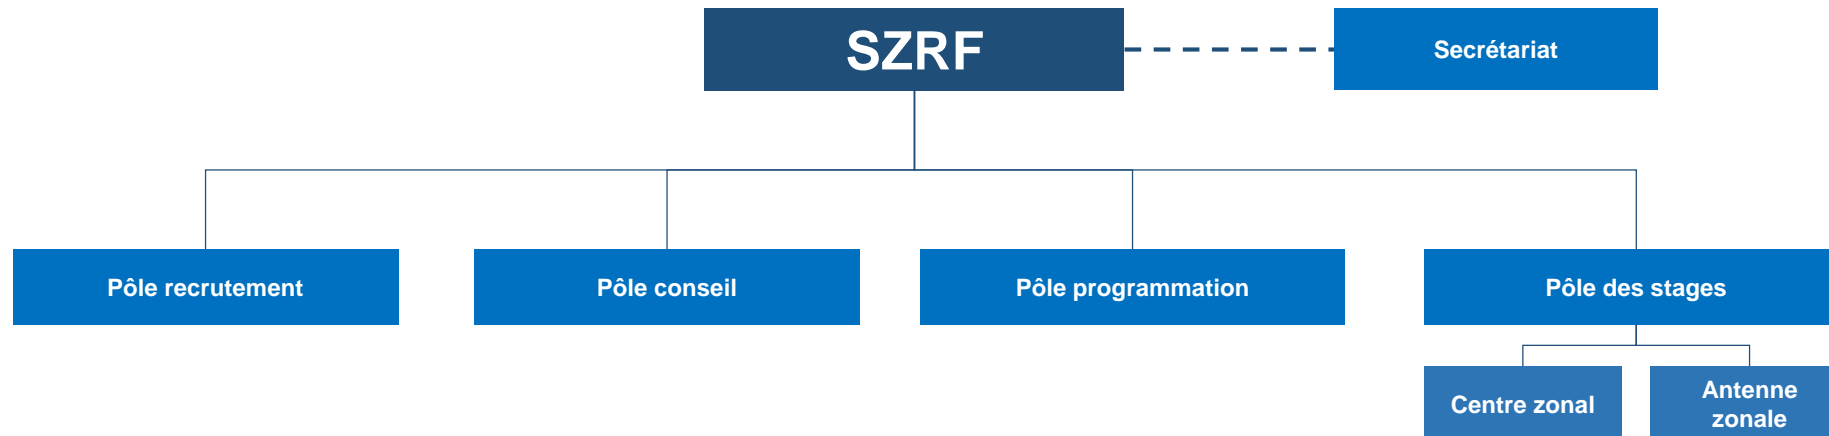 SZRF
Secrétariat
Pôle recrutement
Pôle conseil
Pôle programmation
Pôle des stages
Centre zonal
Antenne
zonale